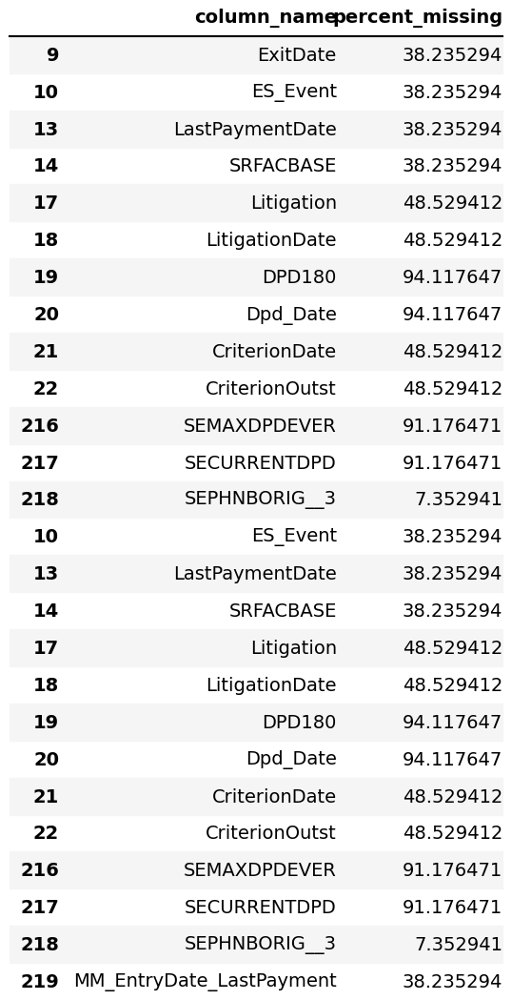 column_name percent_missing
9 ExitDate 38.235294
10 ES_Event 38.235294
13 LastPaymentDate 38.235294
14 SRFACBASE 38.235294
17 Litigation 48.529412
18 LitigationDate 48.529412
19 DPD180 94.117647
20 Dpd_Date 94.117647
21 CriterionDate 48.529412
22 CriterionOutst 48.529412
216 SEMAXDPDEVER 91.176471
217 SECURRENTDPD 91.176471
218 SEPHNBORIG__3 7.352941
10 ES_Event 38.235294
13 LastPaymentDate 38.235294
14 SRFACBASE 38.235294
17 Litigation 48.529412
18 LitigationDate 48.529412
19 DPD180 94.117647
20 Dpd_Date 94.117647
21 CriterionDate 48.529412
22 CriterionOutst 48.529412
216 SEMAXDPDEVER 91.176471
217 SECURRENTDPD 91.176471
218 SEPHNBORIG__3 7.352941
219 MM_EntryDate_LastPayment 38.235294